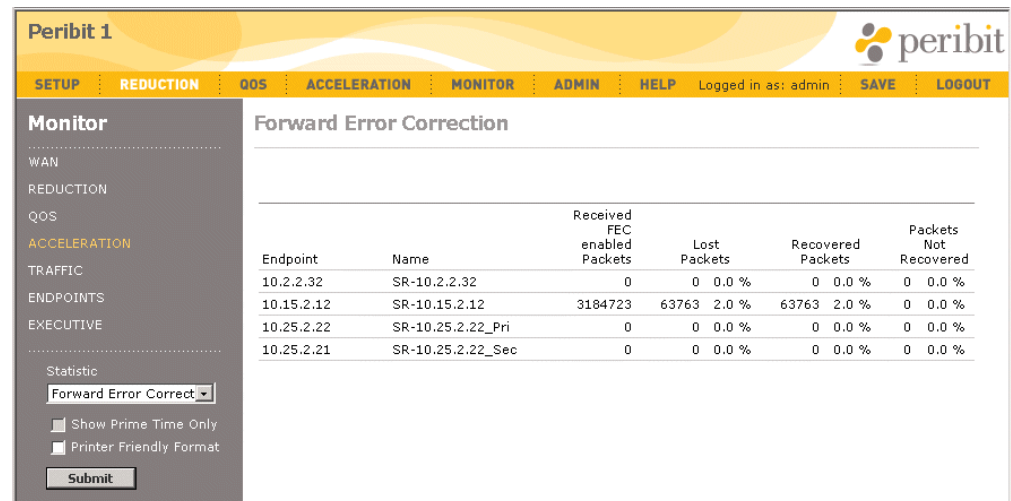 Peribit 1
peribit
SETUP REDUCTION QOS ACCELERATION MONITOR ADMIN HELP Logged in as: admin SAVE LOGOUT
Monitor
WAN
REDUCTION
QOS
ACCELERATION
TRAFFIC
ENDPOINTS
EXECUTIVE
Statistic
Forward Error Correct
Show Prime Time Only
Printer Friendly Format
Submit
Forward Error Correction
Endpoint Name Received FEC enabled Packets Lost Packets Recovered Packets Packets Not Recovered
10.2.2.32 SR-10.2.2.32 0 0 0.0 % 0 0.0 % 0 0.0 %
10.15.2.12 SR-10.15.2.12 3184723 63763 2.0 % 63763 2.0 % 0 0.0 %
10.25.2.22 SR-10.25.2.22_Pri 0 0 0.0 % 0 0.0 % 0 0.0 %
10.25.2.21 SR-10.25.2.22_Sec 0 0 0.0 % 0 0.0 % 0 0.0 %